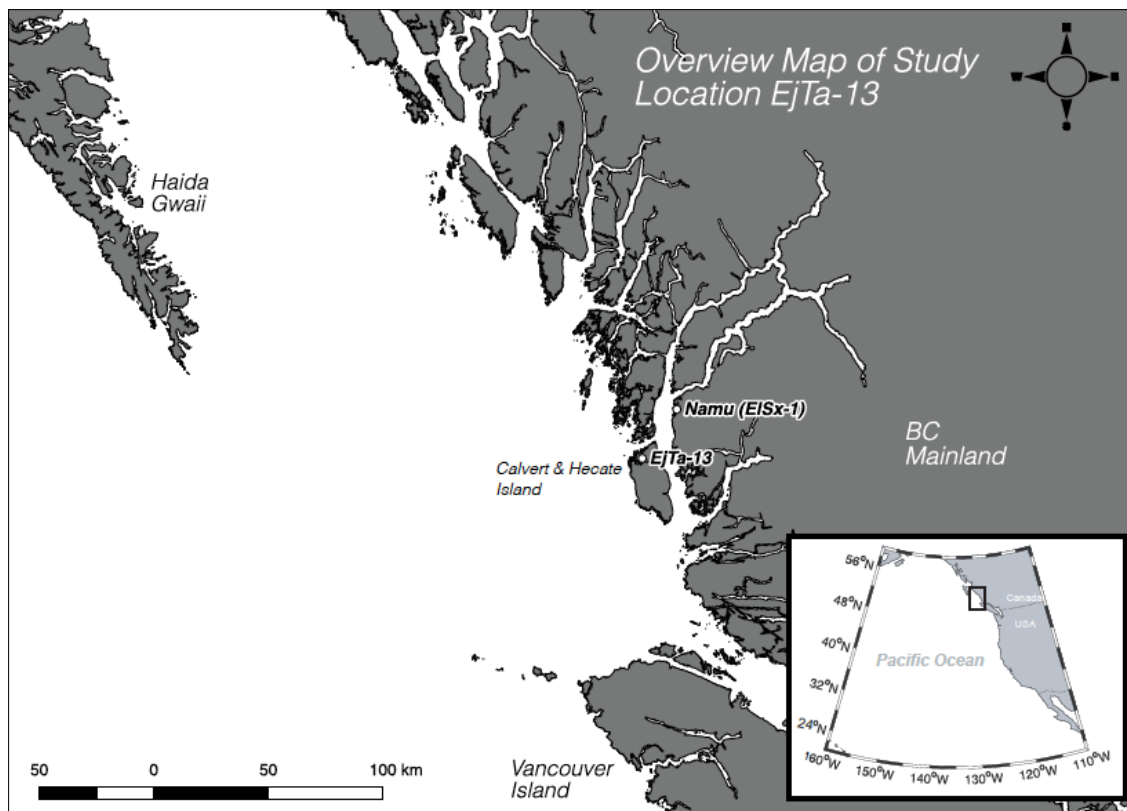 Overview Map of Study
Location EjTa-13
Haida
Gwaii
Namu (ElSx-1)
BC
Mainland
EjTa-13
Calvert & Hecate
Island
Vancouver
Island
50 0 50 100 km
56°N
48°N
40°N
32°N
24°N
160°W 150°W 140°W 130°W 120°W 110°W
Canada
USA
Pacific Ocean